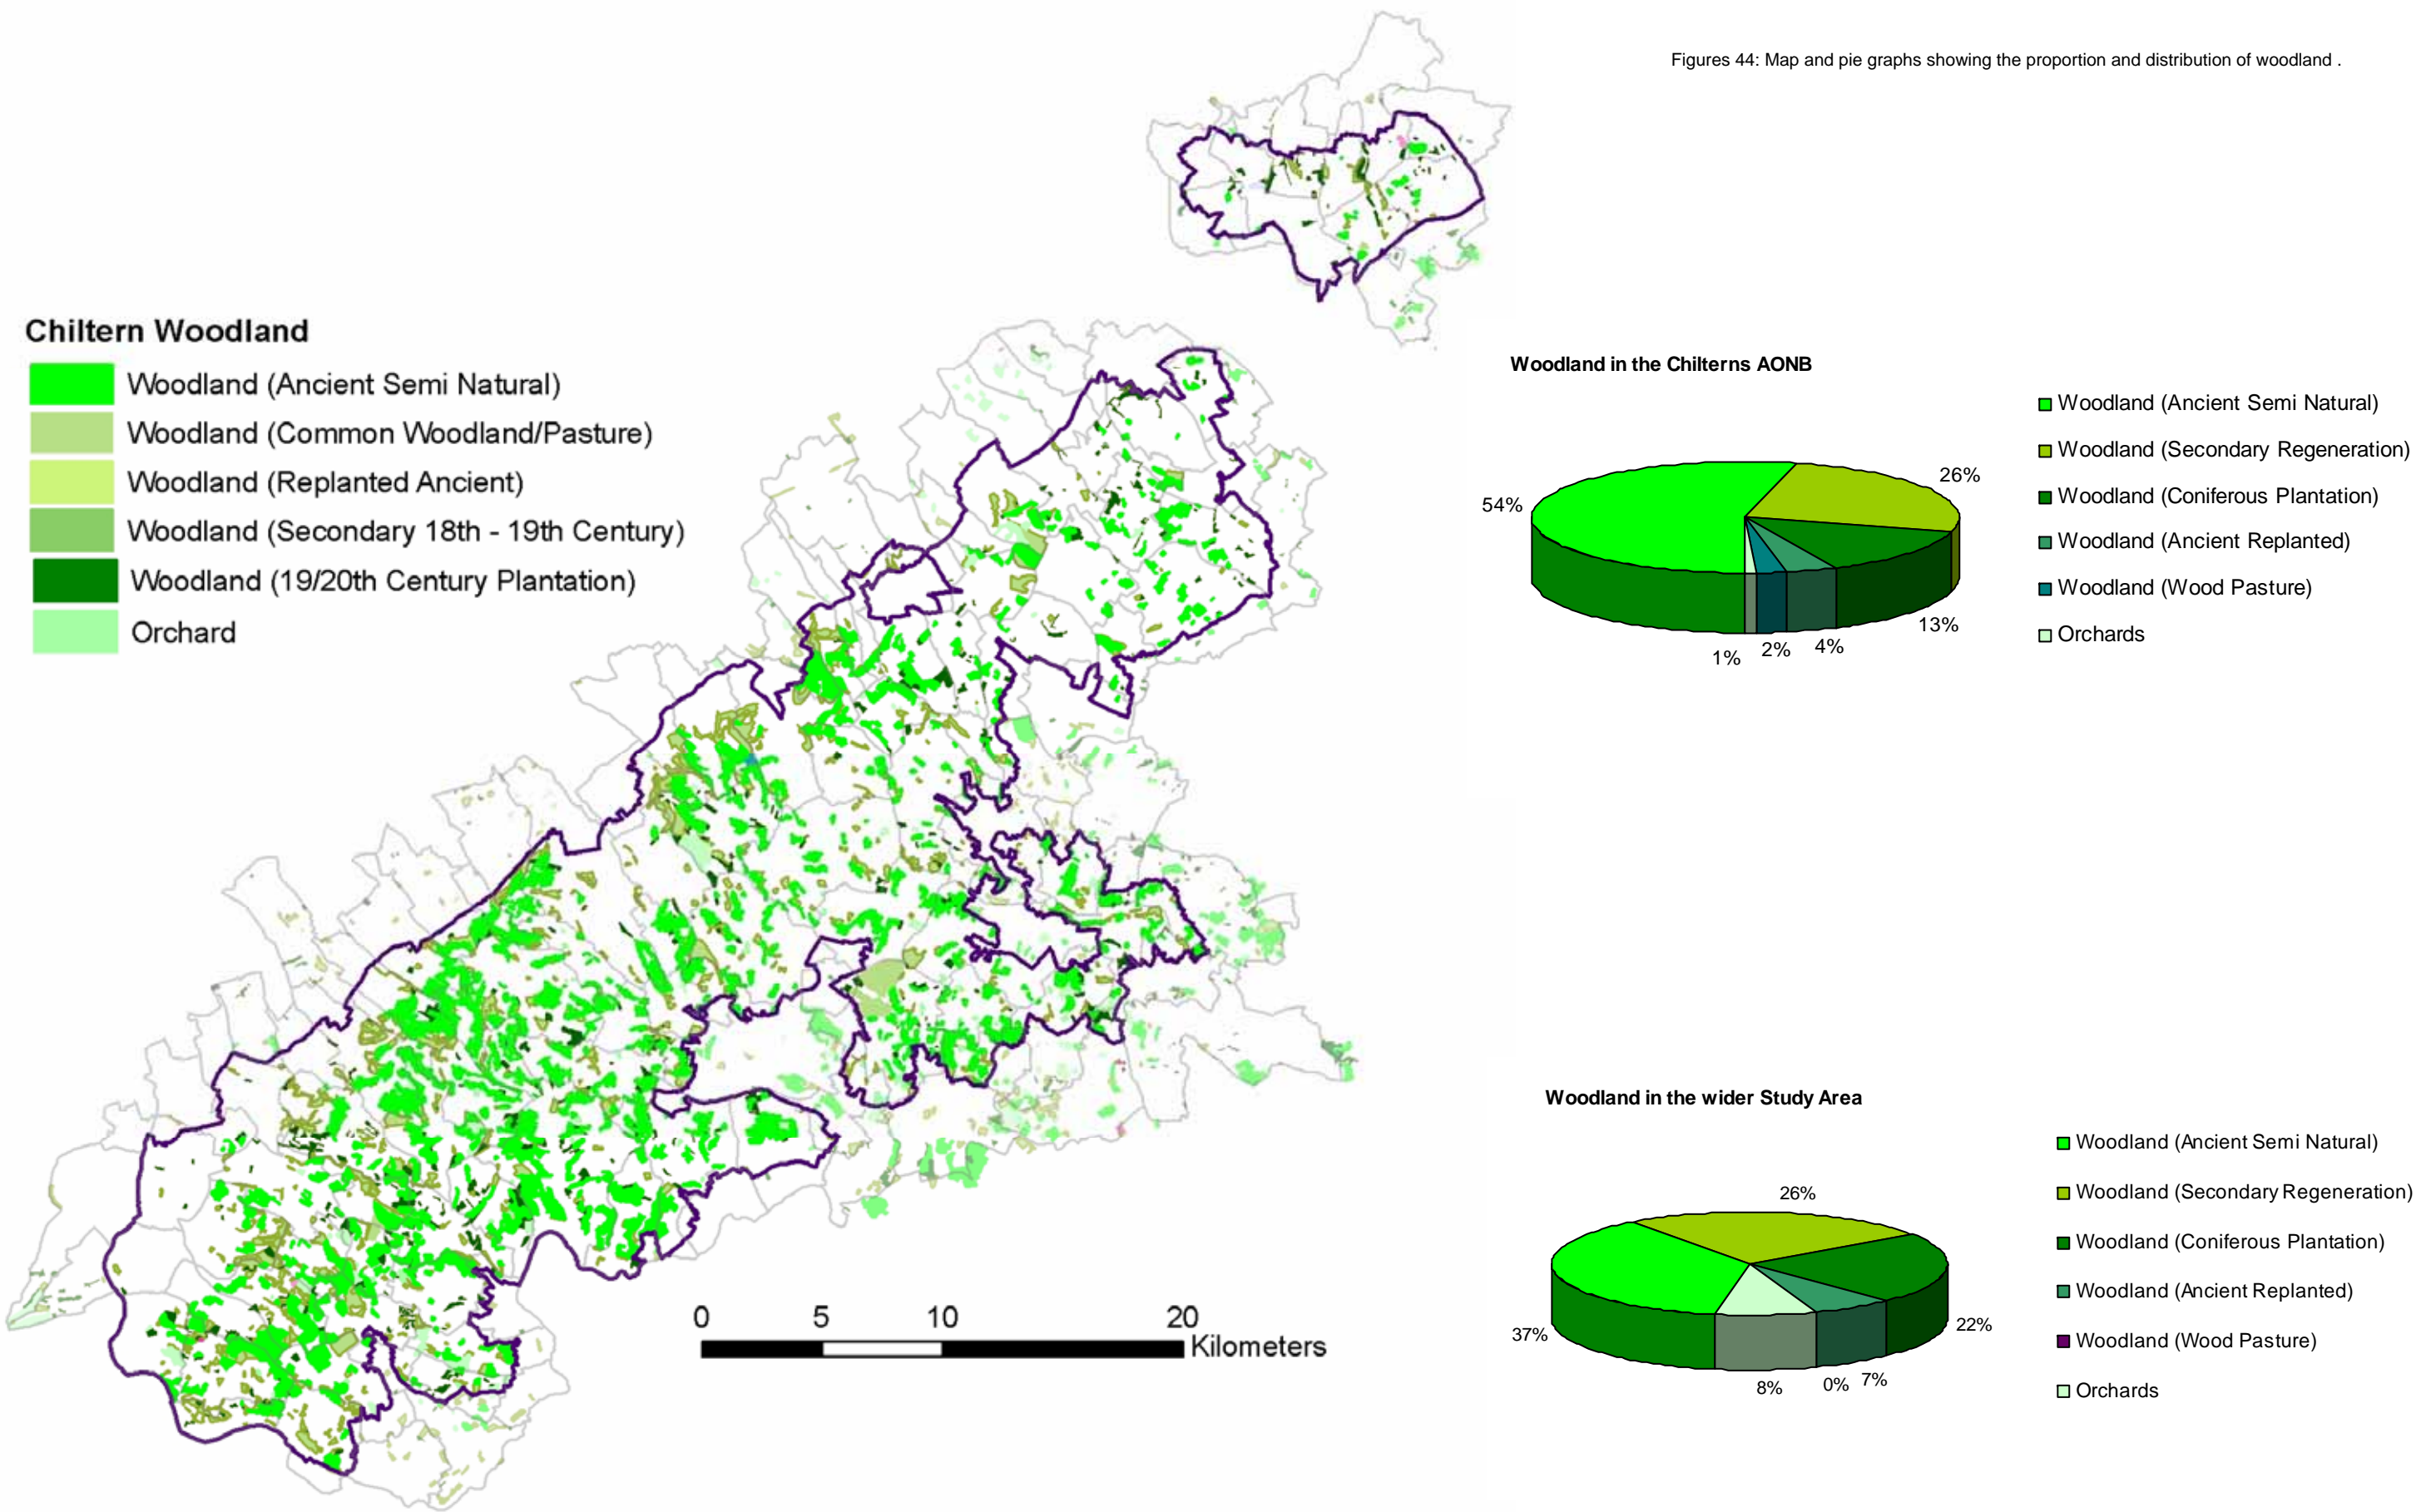 Figures 44: Map and pie graphs showing the proportion and distribution of woodland .
Chiltern Woodland
Woodland (Ancient Semi Natural)
Woodland (Common Woodland/Pasture)
Woodland (Replanted Ancient)
Woodland (Secondary 18th - 19th Century)
Woodland (19/20th Century Plantation)
Orchard
0 5 10 20
Kilometers
Woodland in the Chilterns AONB
54%
26%
13%
4%
2%
1%
Woodland (Ancient Semi Natural)
Woodland (Secondary Regeneration)
Woodland (Coniferous Plantation)
Woodland (Ancient Replanted)
Woodland (Wood Pasture)
Orchards
Woodland in the wider Study Area
26%
37%
22%
8%
0%
7%
Woodland (Ancient Semi Natural)
Woodland (Secondary Regeneration)
Woodland (Coniferous Plantation)
Woodland (Ancient Replanted)
Woodland (Wood Pasture)
Orchards